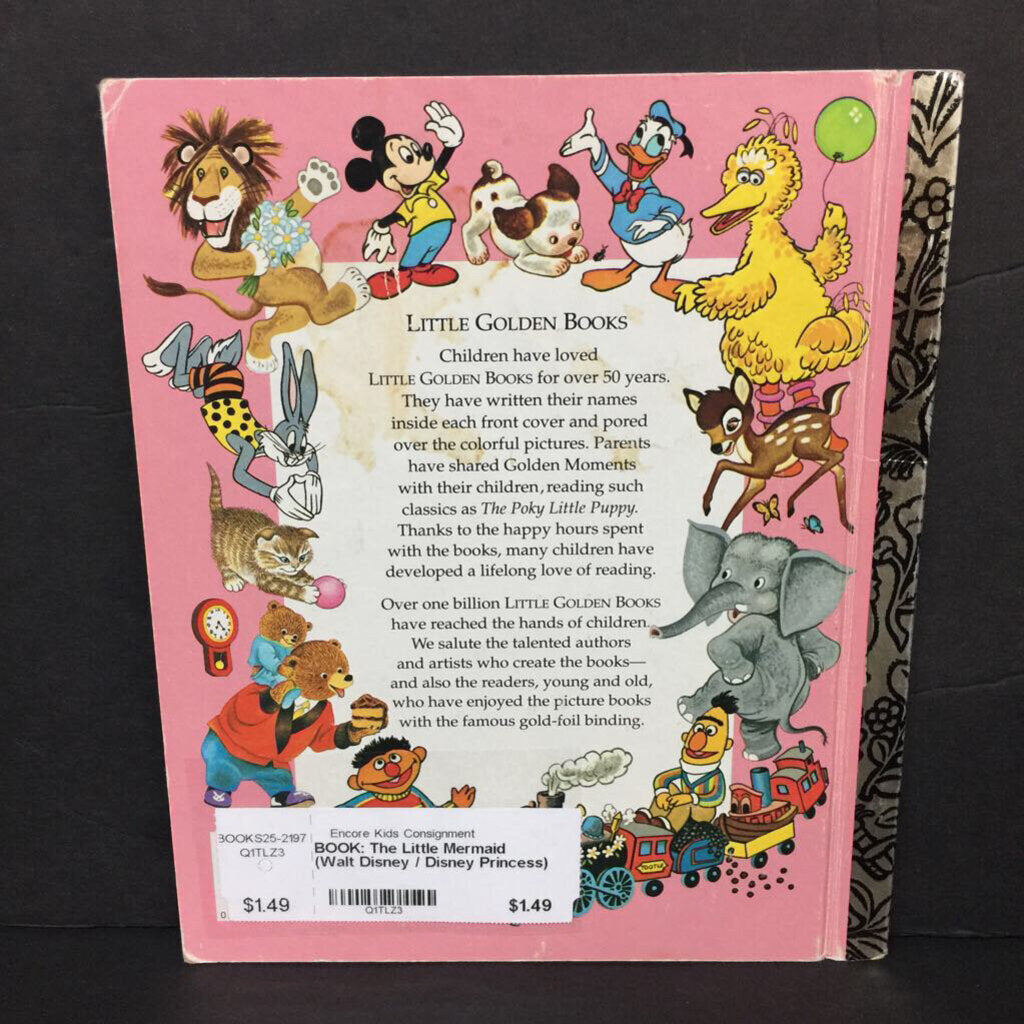 LITTLE GOLDEN BOOKS
Children have loved
LITTLE GOLDEN BOOKS for over 50 years.
They have written their names
inside each front cover and pored
over the colorful pictures. Parents
have shared Golden Moments
with their children, reading such
classics as The Poky Little Puppy.
Thanks to the happy hours spent
with the books, many children have
developed a lifelong love of reading.
Over one billion LITTLE GOLDEN BOOKS
have reached the hands of children.
We salute the talented authors
and artists who create the books—
and also the readers, young and old,
who have enjoyed the picture books
with the famous gold-foil binding.
TOOTLE
BOOKS25-2197
Q1TLZ3
$1.49
0
Encore Kids Consignment
BOOK: The Little Mermaid
(Walt Disney / Disney Princess)
Q1TLZ3
$1.49